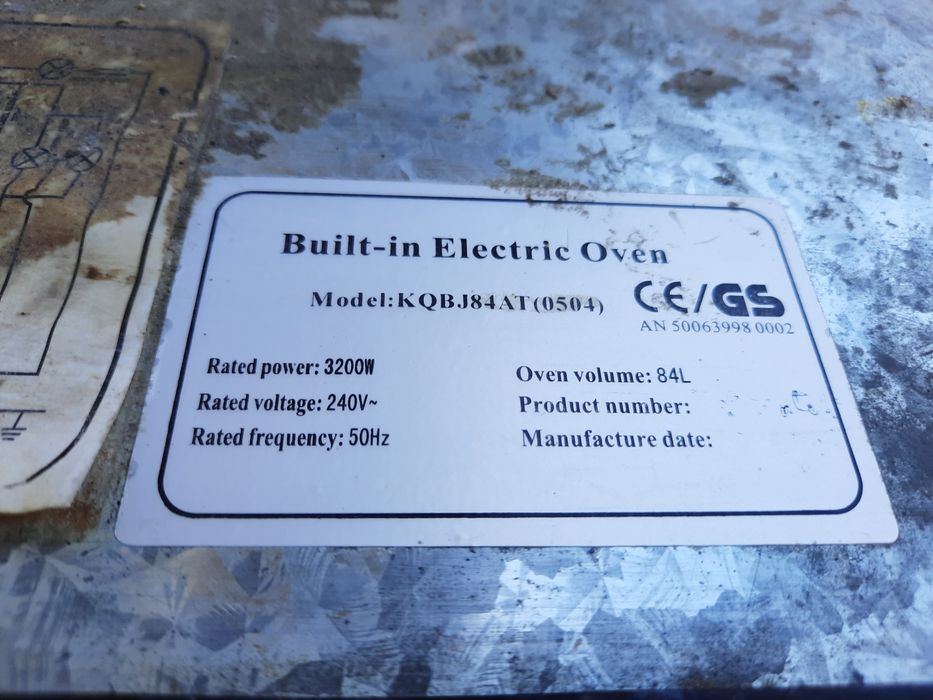 Built-in Electric Oven
Model:KQBJ84AT(0504)
CE/GS
AN 50063998 0002
Rated power: 3200W
Oven volume: 84L
Rated voltage: 240V~
Product number:
Rated frequency: 50Hz
Manufacture date: